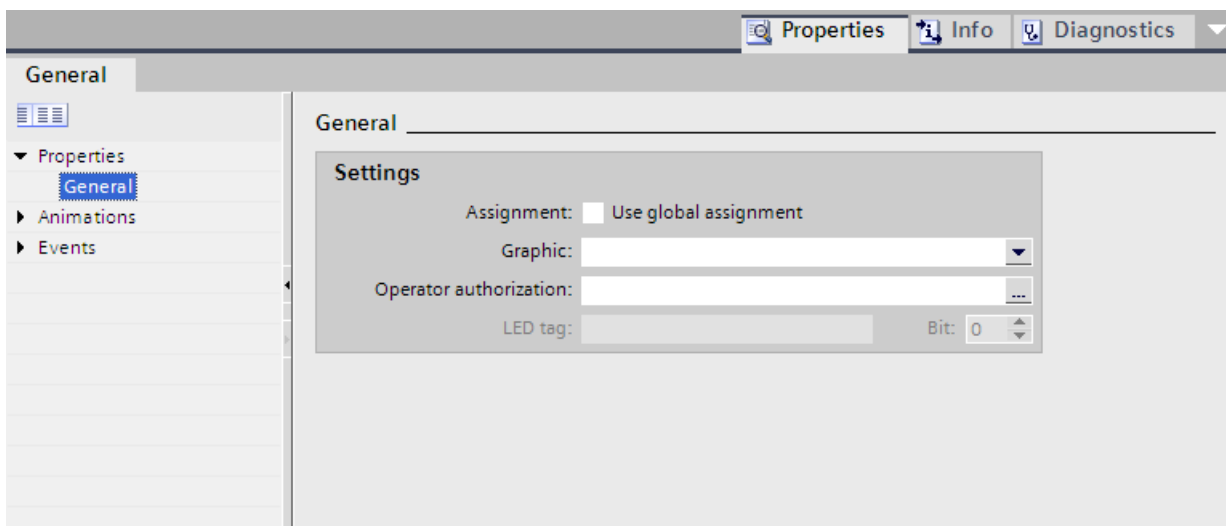 Properties Info Diagnostics
General
General
Properties
Settings
General
Assignment: Use global assignment
Animations
Events
Graphic:
Operator authorization: ...
LED tag: Bit: 0